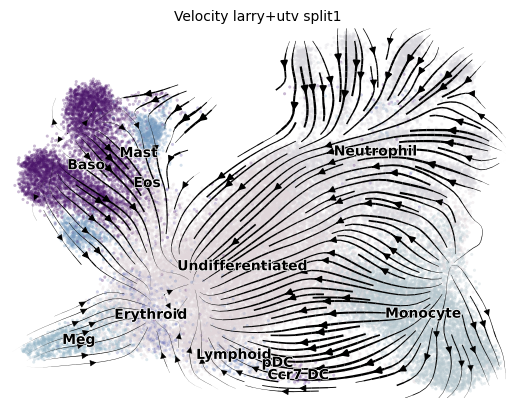 Velocity larry+utv split1
Neutrophil
Mast
Baso
Eos
Undifferentiated
Erythroid
Monocyte
Meg
Lymphoid
pDC
Ccr7 DC